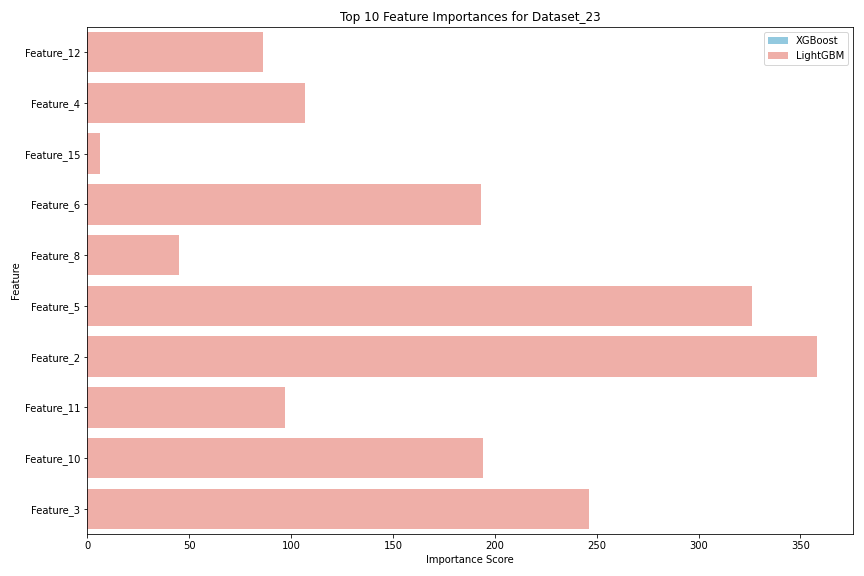 Top 10 Feature Importances for Dataset_23
XGBoost
LightGBM
Feature_12
Feature_4
Feature_15
Feature_6
Feature_8
Feature_5
Feature_2
Feature_11
Feature_10
Feature_3
Feature
0 50 100 150 200 250 300 350
Importance Score